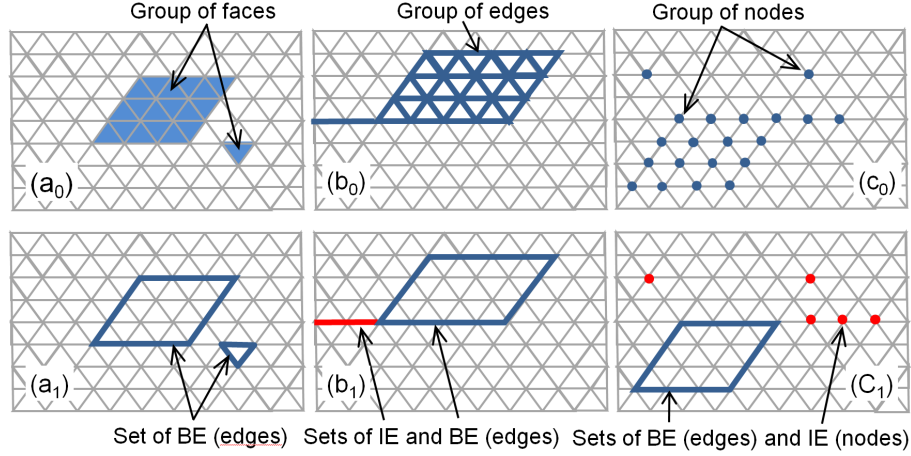 Group of faces
Group of edges
Group of nodes
(a0)
(b0)
(c0)
(a1)
(b1)
(C1)
Set of BE (edges)
Sets of IE and BE (edges)
Sets of BE (edges) and IE (nodes)